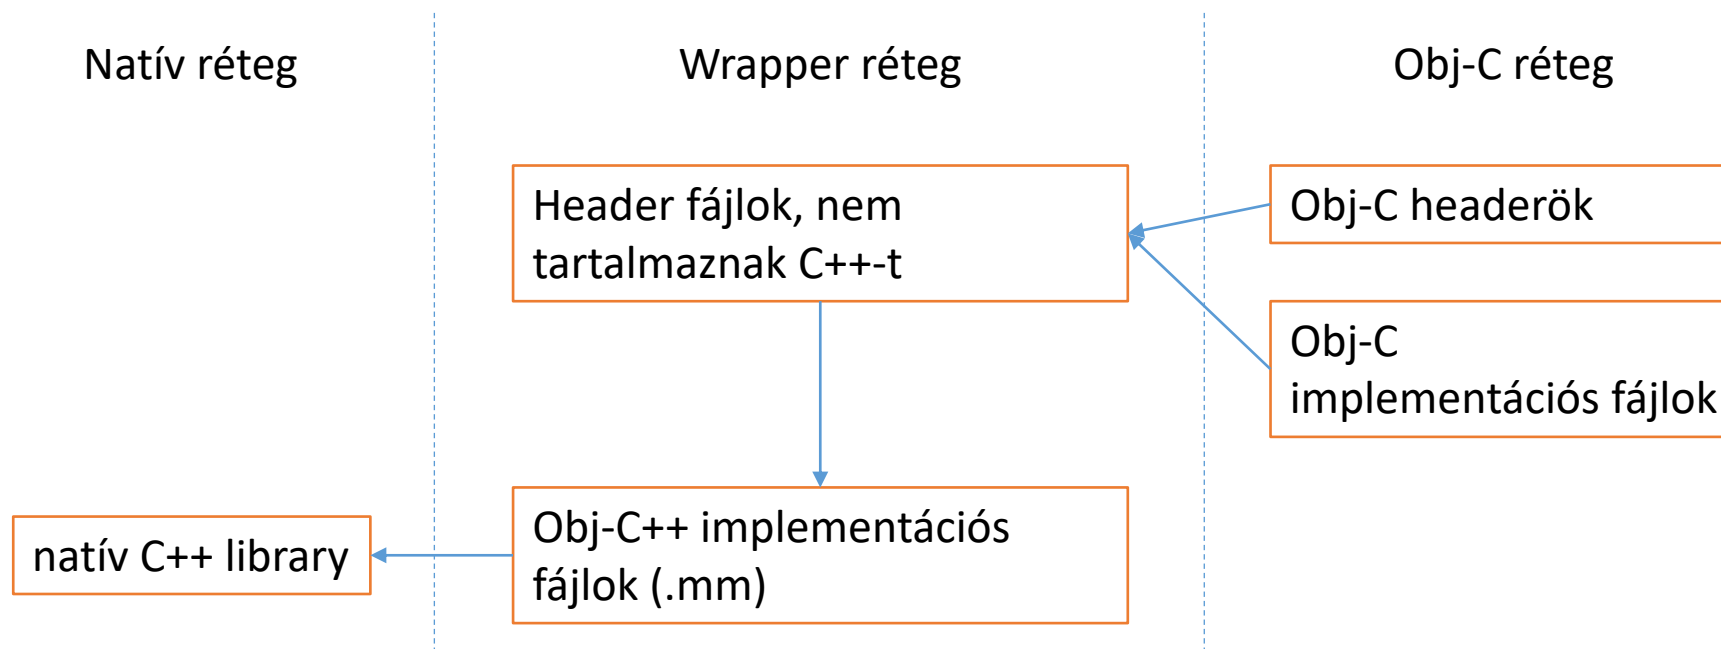 Natív réteg
Wrapper réteg
Obj-C réteg
Header fájlok, nem
tartalmaznak C++-t
Obj-C headerök
Obj-C
implementációs fájlok
natív C++ library
Obj-C++ implementációs
fájlok (.mm)